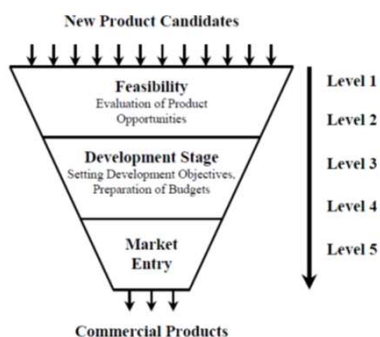 New Product Candidates
Feasibility
Evaluation of Product
Opportunities
Development Stage
Setting Development Objectives,
Preparation of Budgets
Market
Entry
Commercial Products
Level 1
Level 2
Level 3
Level 4
Level 5